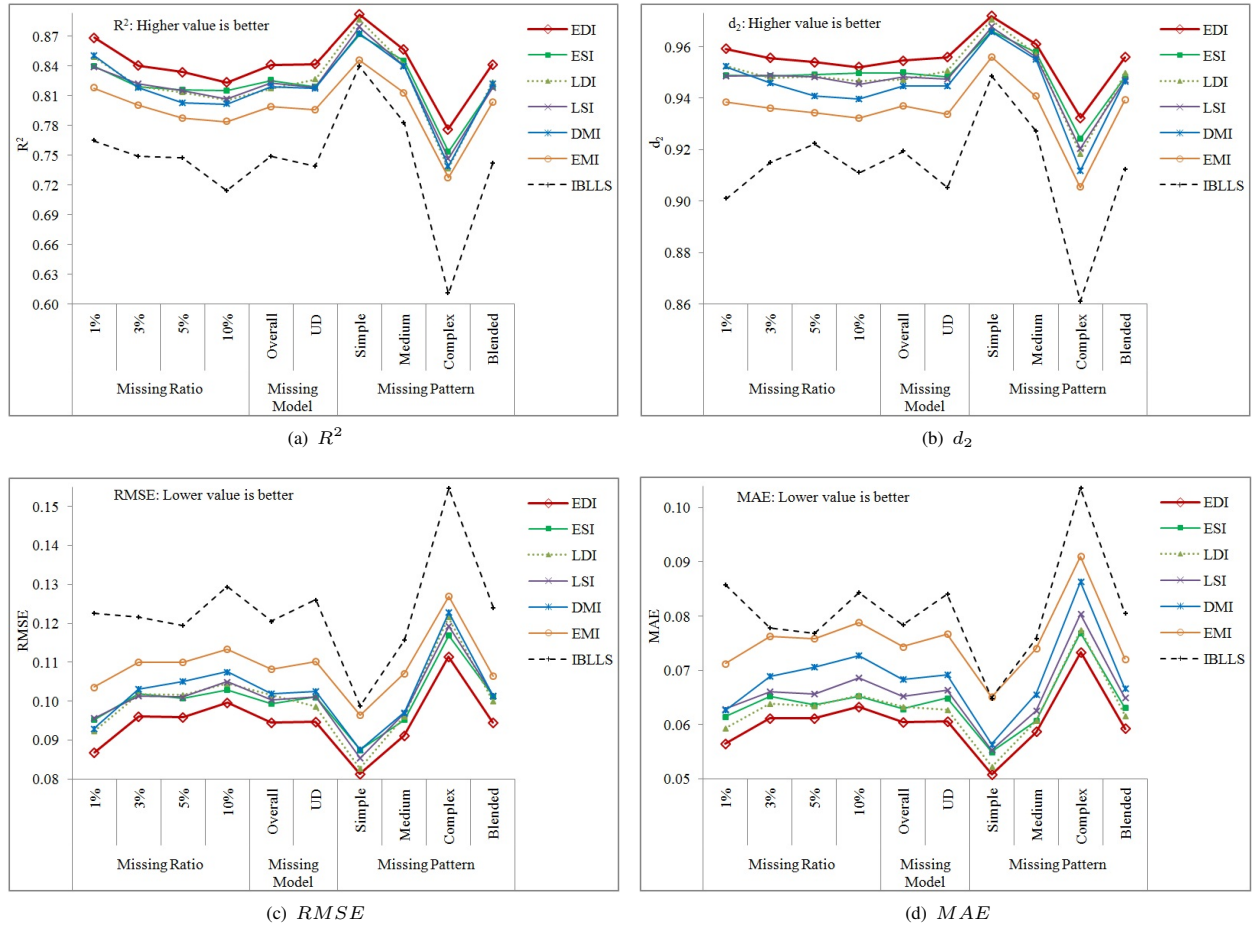 R²: Higher value is better
R²
0.87
0.84
0.81
0.78
0.75
0.72
0.69
0.66
0.63
0.60
1%
3%
5%
10%
Overall
UD
Simple
Medium
Complex
Blended
Missing Ratio
Missing Model
Missing Pattern
EDI
ESI
LDI
LSI
DMI
EMI
IBLLS
(a) R²
d₂: Higher value is better
d₂
0.96
0.94
0.92
0.90
0.88
0.86
1%
3%
5%
10%
Overall
UD
Simple
Medium
Complex
Blended
Missing Ratio
Missing Model
Missing Pattern
EDI
ESI
LDI
LSI
DMI
EMI
IBLLS
(b) d₂
RMSE: Lower value is better
RMSE
0.15
0.14
0.13
0.12
0.11
0.10
0.09
0.08
1%
3%
5%
10%
Overall
UD
Simple
Medium
Complex
Blended
Missing Ratio
Missing Model
Missing Pattern
EDI
ESI
LDI
LSI
DMI
EMI
IBLLS
(c) RMSE
MAE: Lower value is better
MAE
0.10
0.09
0.08
0.07
0.06
0.05
1%
3%
5%
10%
Overall
UD
Simple
Medium
Complex
Blended
Missing Ratio
Missing Model
Missing Pattern
EDI
ESI
LDI
LSI
DMI
EMI
IBLLS
(d) MAE